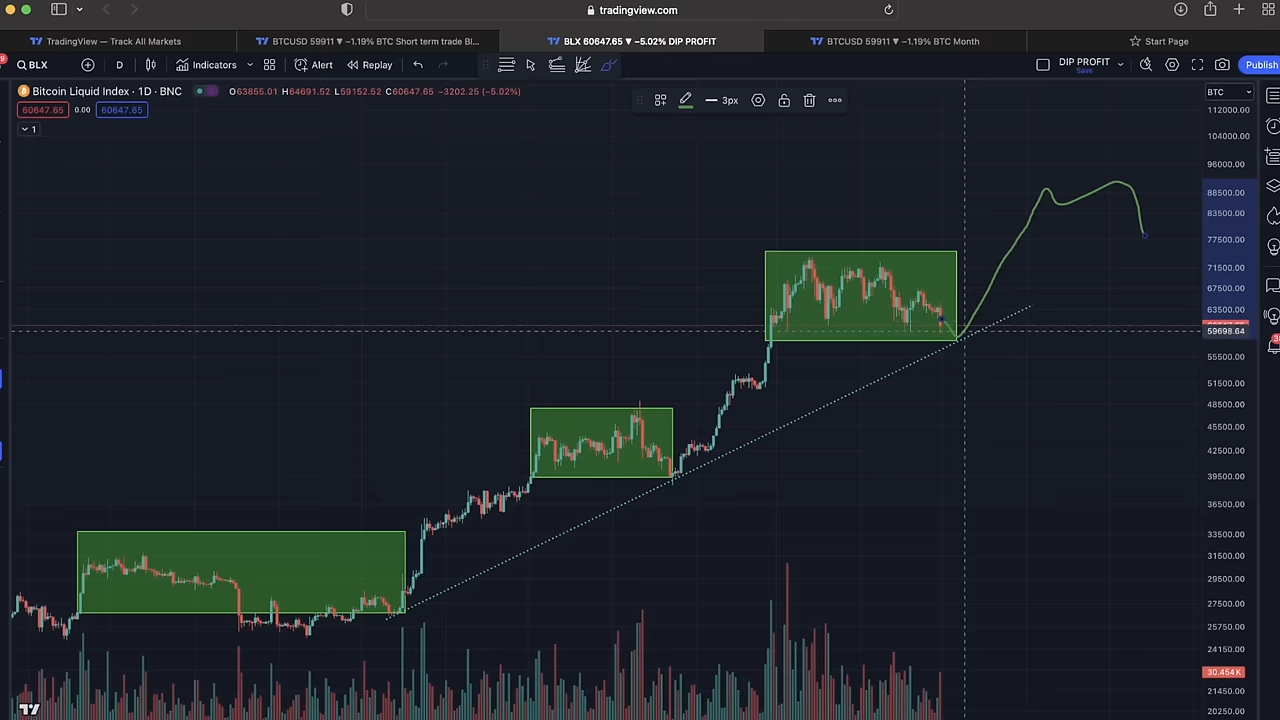 tradingview.com
TradingView — Track All Markets
BTCUSD 59911 ▼ −1.19% BTC Short term trade Bl...
BLX 60647.65 ▼ −5.02% DIP PROFIT
BTCUSD 59911 ▼ −1.19% BTC Month
Start Page
BLX
D
Indicators
Alert
Replay
DIP PROFIT
Save
Publish
Bitcoin Liquid Index · 1D · BNC
O63855.01 H64691.52 L59152.52 C60647.65 −3202.25 (−5.02%)
60647.65
0.00
60647.65
1
3px
BTC
112000.00
104000.00
96000.00
88500.00
83500.00
77500.00
71500.00
67500.00
63500.00
59698.64
55500.00
51500.00
48500.00
45500.00
42500.00
39500.00
36500.00
33500.00
31500.00
29500.00
27500.00
25750.00
24150.00
30.454K
21450.00
20250.00